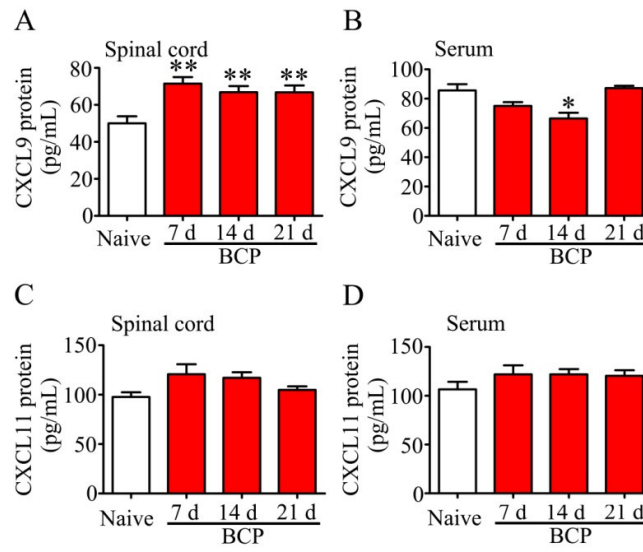 A
Spinal cord
CXCL9 protein
(pg/mL)
80
60
40
20
0
**
**
**
Naive
7 d
14 d
21 d
BCP
B
Serum
CXCL9 protein
(pg/mL)
100
80
60
40
20
0
*
Naive
7 d
14 d
21 d
BCP
C
Spinal cord
CXCL11 protein
(pg/mL)
150
100
50
0
Naive
7 d
14 d
21 d
BCP
D
Serum
CXCL11 protein
(pg/mL)
150
100
50
0
Naive
7 d
14 d
21 d
BCP